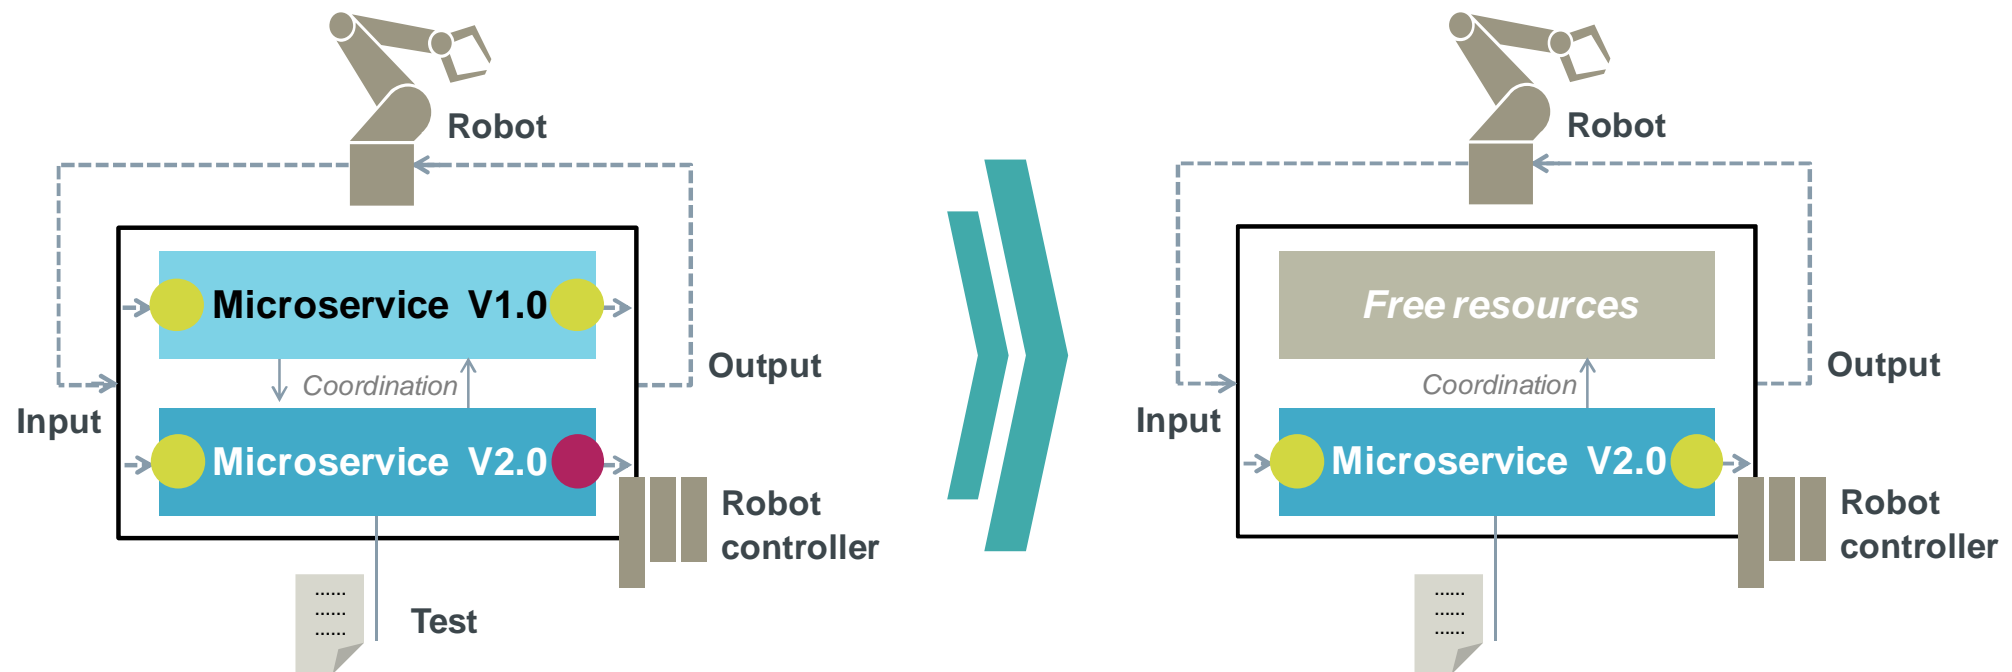 Robot
Microservice V1.0
Coordination
Output
Input
Microservice V2.0
Robot
controller
......
......
......
Test
Robot
Free resources
Coordination
Output
Input
Microservice V2.0
Robot
controller
......
......
......